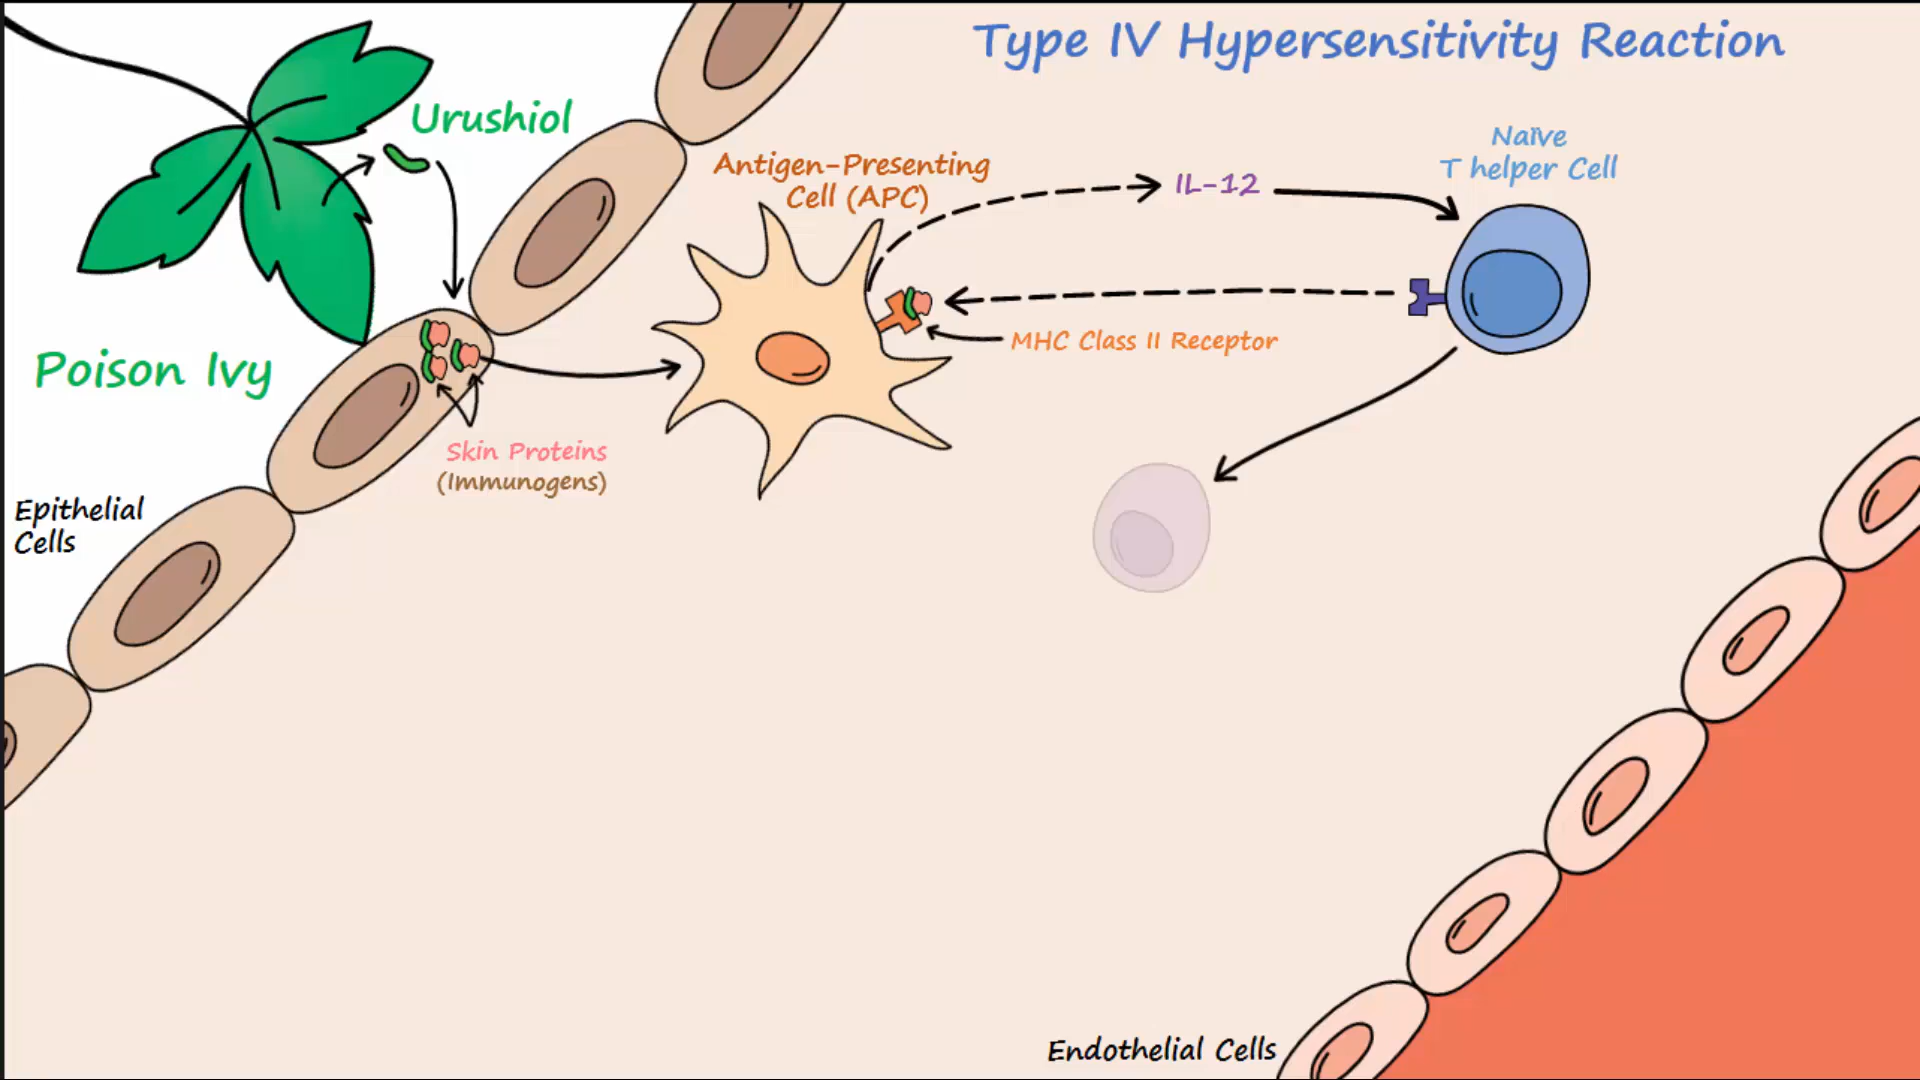 Type IV Hypersensitivity Reaction
Urushiol
Naïve
T helper Cell
Antigen-Presenting
Cell (APC)
IL-12
MHC Class II Receptor
Poison Ivy
Skin Proteins
(Immunogens)
Epithelial
Cells
Endothelial Cells